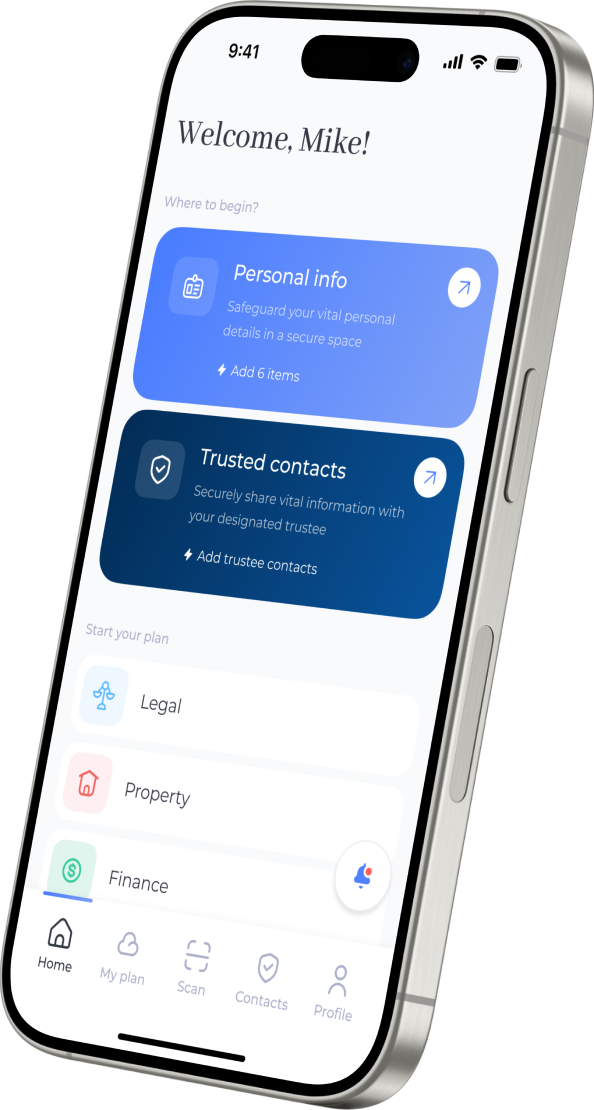 9:41
Welcome, Mike!
Where to begin?
Personal info
Safeguard your vital personal
details in a secure space
Add 6 items
Trusted contacts
Securely share vital information with
your designated trustee
Add trustee contacts
Start your plan
Legal
Property
Finance
Home
My plan
Scan
Contacts
Profile